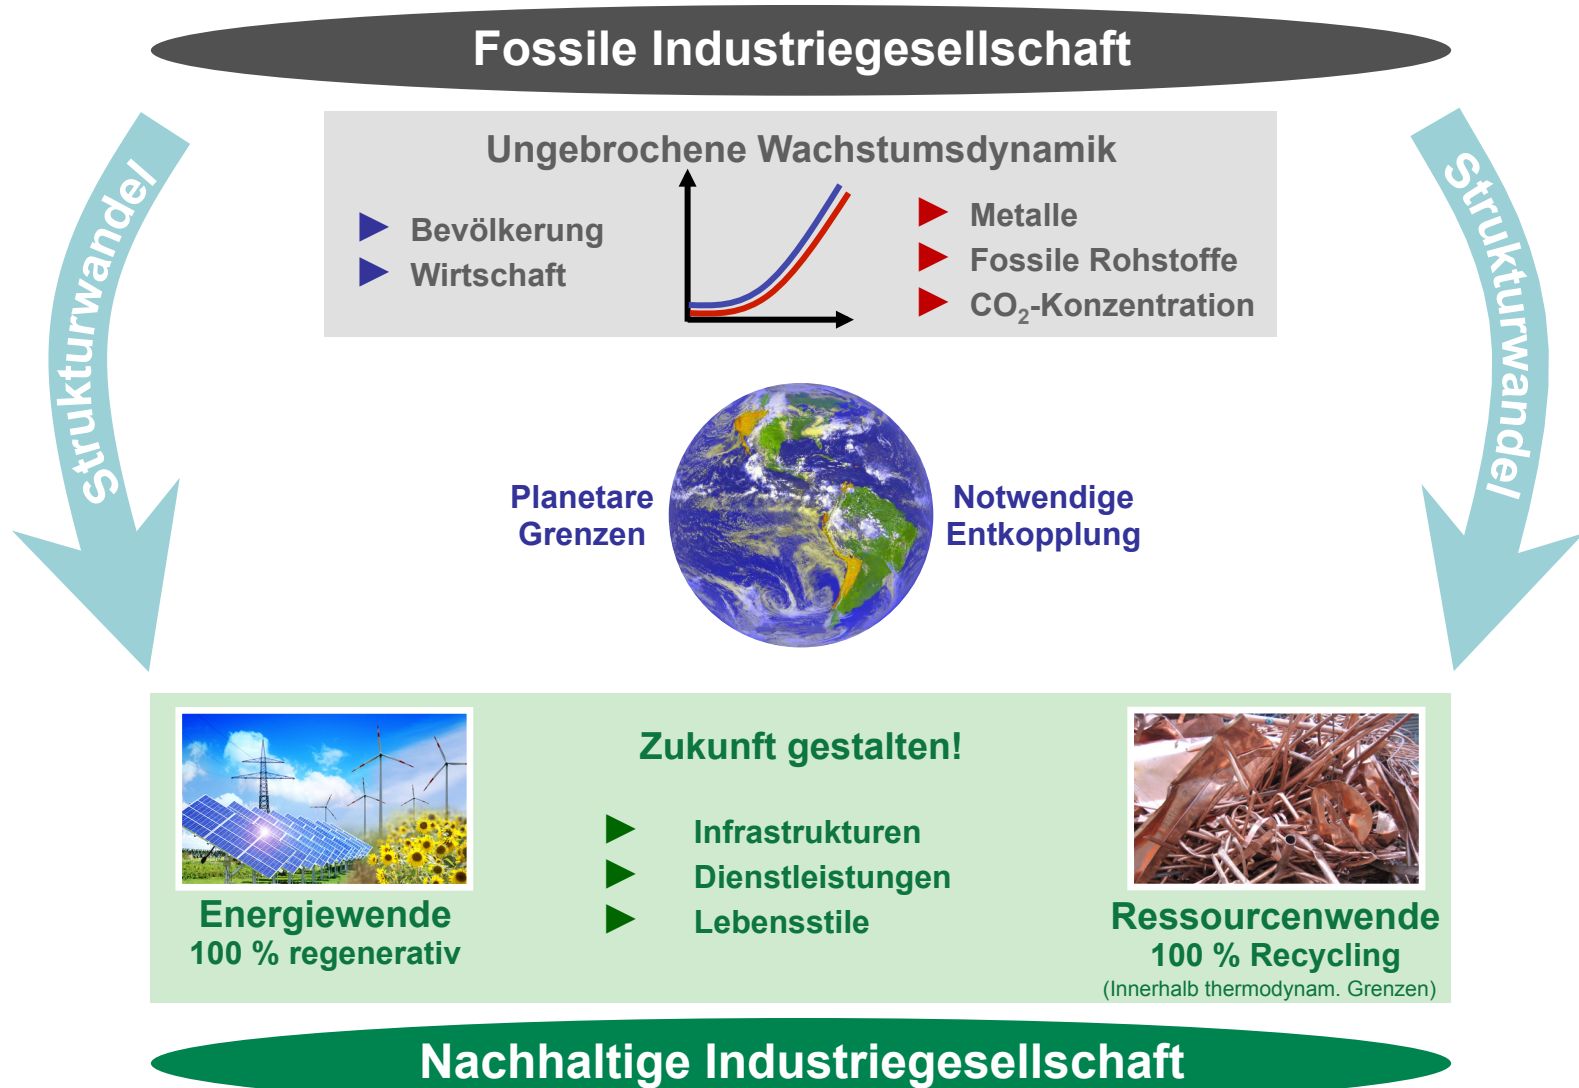 Fossile Industriegesellschaft
Strukturwandel
Strukturwandel
Ungebrochene Wachstumsdynamik
Bevölkerung
Wirtschaft
Metalle
Fossile Rohstoffe
CO₂-Konzentration
Planetare
Grenzen
Notwendige
Entkopplung
Zukunft gestalten!
Infrastrukturen
Dienstleistungen
Lebensstile
Energiewende
100 % regenerativ
Ressourcenwende
100 % Recycling
(Innerhalb thermodynam. Grenzen)
Nachhaltige Industriegesellschaft